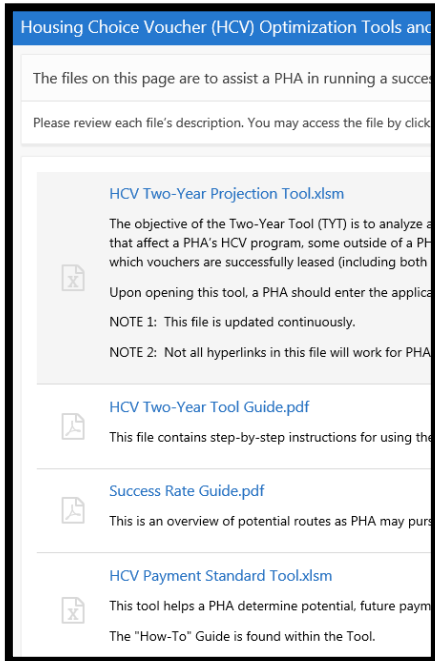 Housing Choice Voucher (HCV) Optimization Tools and
The files on this page are to assist a PHA in running a succes
Please review each file's description. You may access the file by click
HCV Two-Year Projection Tool.xlsm
The objective of the Two-Year Tool (TYT) is to analyze a
that affect a PHA's HCV program, some outside of a PH
which vouchers are successfully leased (including both
Upon opening this tool, a PHA should enter the applica
NOTE 1: This file is updated continuously.
NOTE 2: Not all hyperlinks in this file will work for PHA
HCV Two-Year Tool Guide.pdf
This file contains step-by-step instructions for using the
Success Rate Guide.pdf
This is an overview of potential routes as PHA may purs
HCV Payment Standard Tool.xlsm
This tool helps a PHA determine potential, future paym
The "How-To" Guide is found within the Tool.